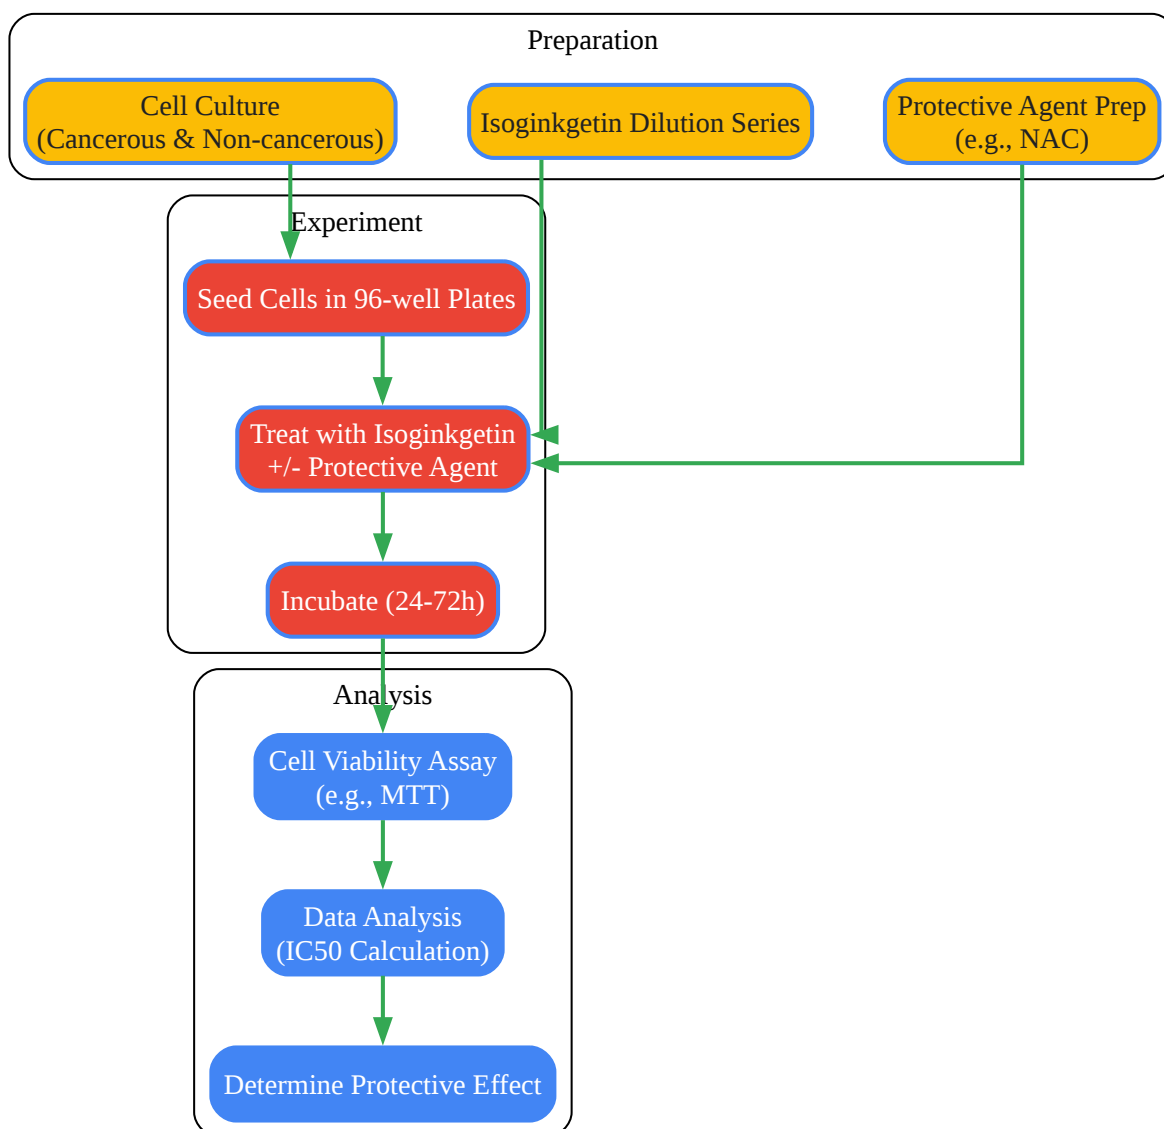 Preparation
Cell Culture
(Cancerous & Non-cancerous)
Isoginkgetin Dilution Series
Protective Agent Prep
(e.g., NAC)
Experiment
Seed Cells in 96-well Plates
Treat with Isoginkgetin
+/- Protective Agent
Incubate (24-72h)
Analysis
Cell Viability Assay
(e.g., MTT)
Data Analysis
(IC50 Calculation)
Determine Protective Effect